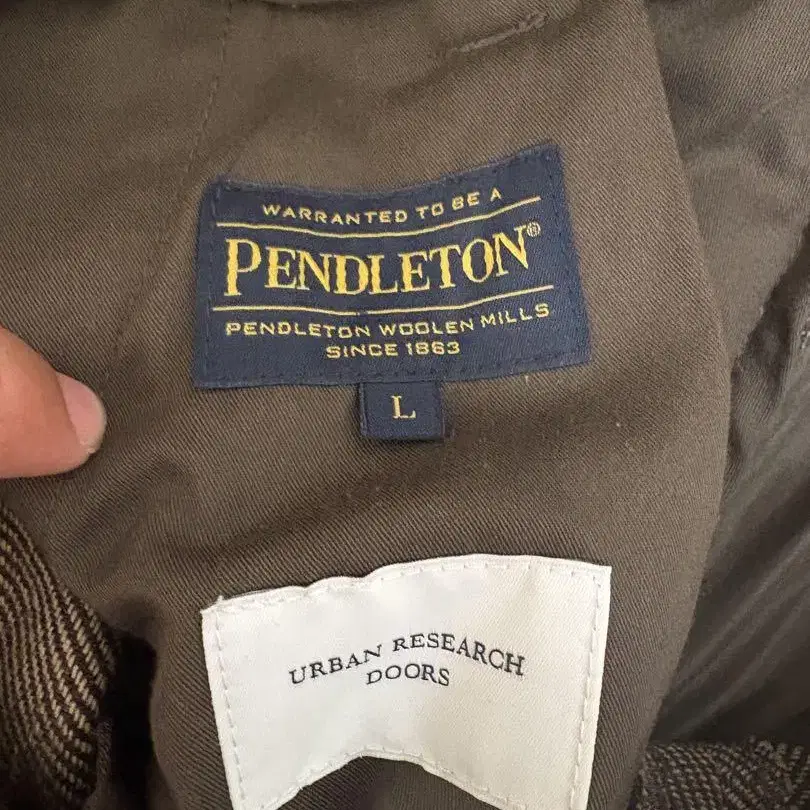 WARRANTED TO BE A
PENDLETON®
PENDLETON WOOLEN MILLS
SINCE 1863
L
URBAN RESEARCH
DOORS